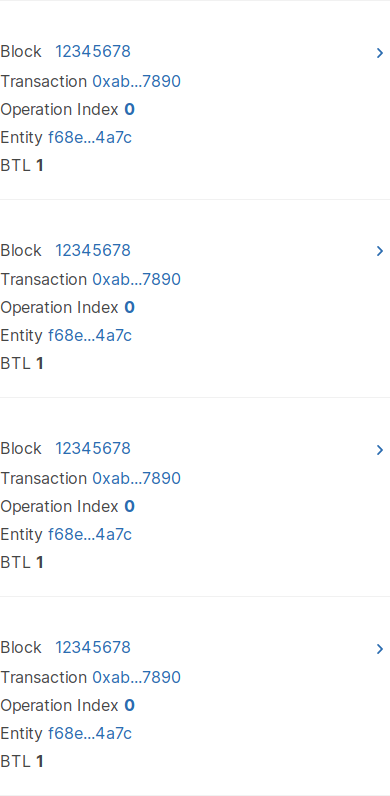 Block 12345678
Transaction 0xab...7890
Operation Index 0
Entity f68e...4a7c
BTL 1
Block 12345678
Transaction 0xab...7890
Operation Index 0
Entity f68e...4a7c
BTL 1
Block 12345678
Transaction 0xab...7890
Operation Index 0
Entity f68e...4a7c
BTL 1
Block 12345678
Transaction 0xab...7890
Operation Index 0
Entity f68e...4a7c
BTL 1